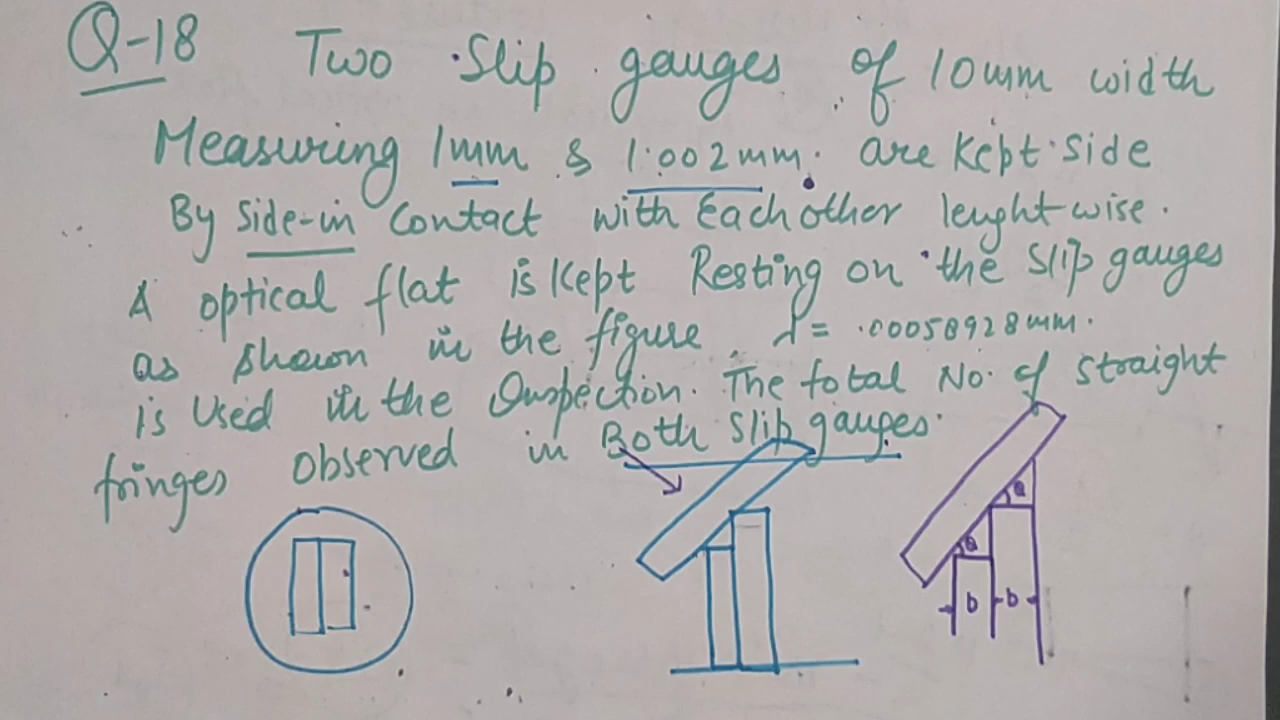 Q-18 Two Slip gauges of 10mm width
Measuring 1mm & 1.002mm. are Kept side
By Side-in Contact with Each other lenght wise.
A optical flat is Kept Resting on the Slip gauges
as shown in the figure λ = .00058928mm.
is Used in the Inspection. The total No. of straight
fringes observed in Both Slip gauges.
θ
θ
b b